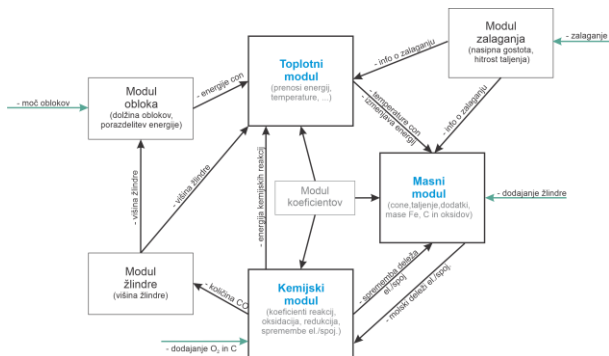 Modul
zalaganja
(nasipna gostota,
hitrost taljenja)
- zalaganje
Toplotni
modul
(prenosi energij,
temperature, ...)
- info o zalaganju
- energije con
Modul
obloka
(dolžina oblokov,
porazdelitev energije)
- moč oblokov
- temperature con
- izmenjava energij
- info o zalaganju
- višina žlindre
- višina žlindre
- energija kemijskih reakcij
Modul
koeficientov
Masni
modul
(cone,taljenje,dodatki,
mase Fe, C in oksidov)
- dodajanje žlindre
Modul
žlindre
(višina žlindre)
- količina CO
Kemijski
modul
(koeficienti reakcij,
oksidacija, redukcija,
spremembe el./spoj.)
- sprememba deleža
el./spoj
- molski deleži el./spoj.
- dodajanje O₂ in C